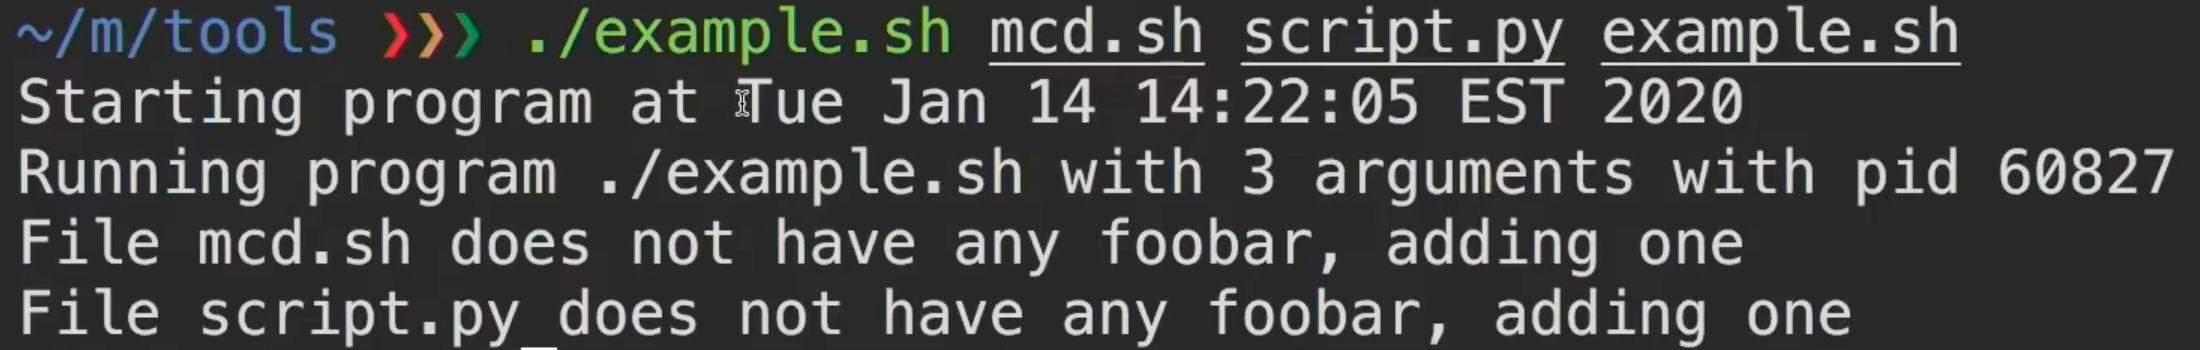 ~/m/tools ❯❯❯ ./example.sh mcd.sh script.py example.sh
Starting program at Tue Jan 14 14:22:05 EST 2020
Running program ./example.sh with 3 arguments with pid 60827
File mcd.sh does not have any foobar, adding one
File script.py does not have any foobar, adding one